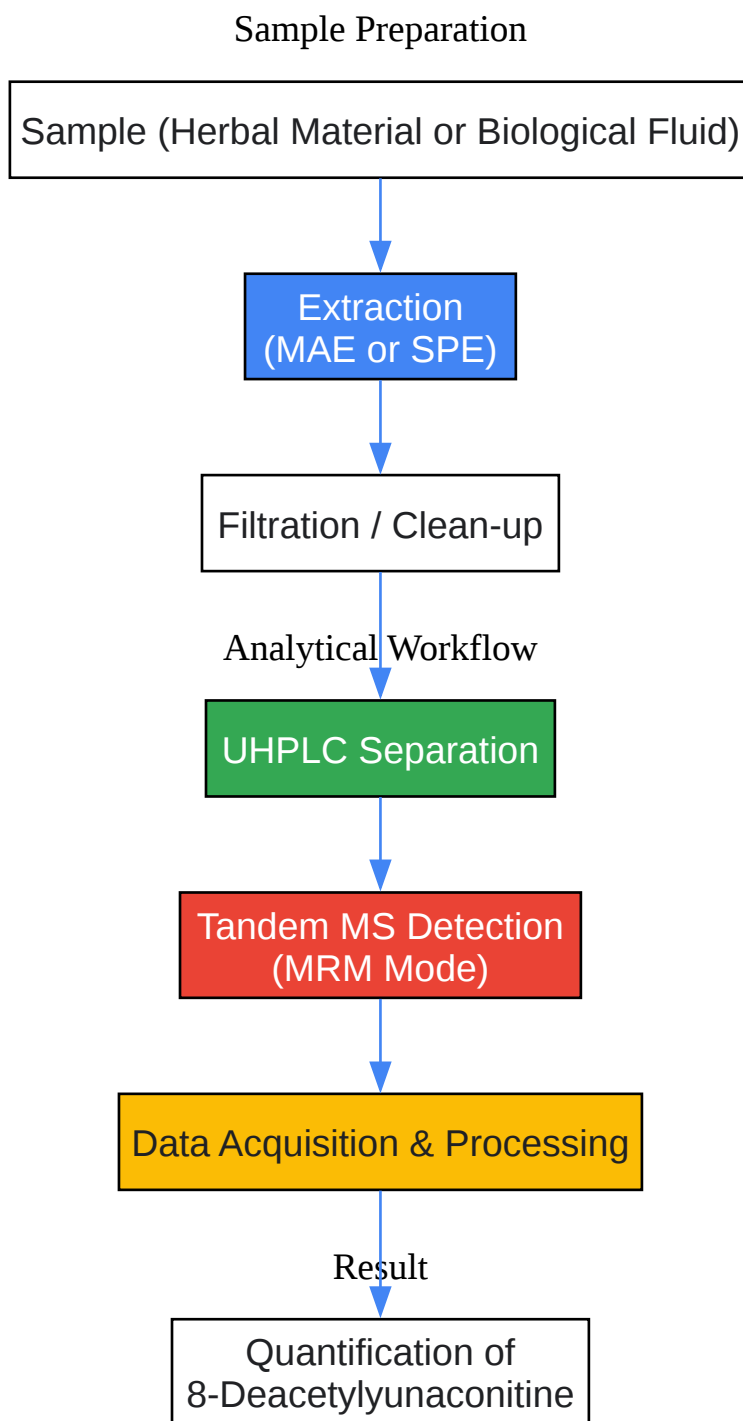 Sample Preparation
Sample (Herbal Material or Biological Fluid)
Extraction
(MAE or SPE)
Filtration / Clean-up
Analytical Workflow
UHPLC Separation
Tandem MS Detection
(MRM Mode)
Data Acquisition & Processing
Result
Quantification of
8-Deacetylyunaconitine